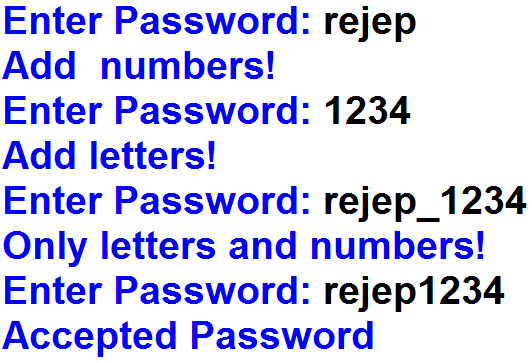 Enter Password: rejep
Add  numbers!
Enter Password: 1234
Add letters!
Enter Password: rejep_1234
Only letters and numbers!
Enter Password: rejep1234
Accepted Password